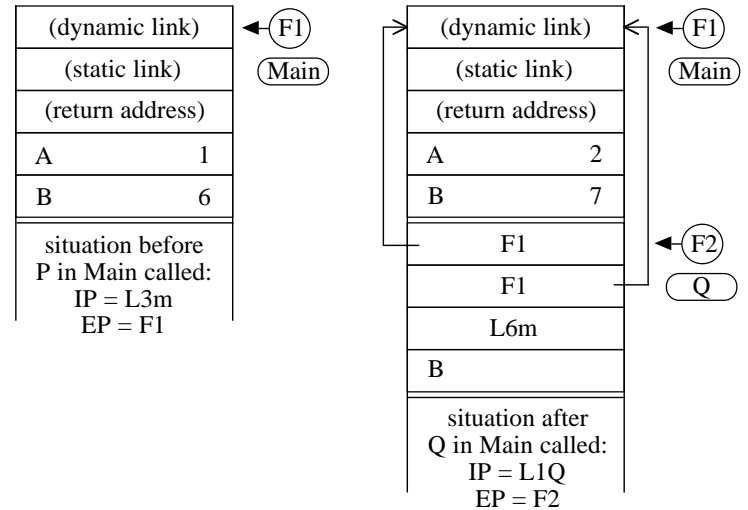 (dynamic link)
F1
(static link)
Main
(return address)
A 1
B 6
situation before
P in Main called:
IP = L3m
EP = F1
(dynamic link)
F1
(static link)
Main
(return address)
A 2
B 7
F1
F2
F1
Q
L6m
B
situation after
Q in Main called:
IP = L1Q
EP = F2